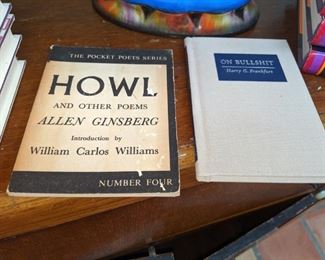 THE POCKET POETS SERIES
HOWL
AND OTHER POEMS
ALLEN GINSBERG
Introduction by
William Carlos Williams
NUMBER FOUR
ON BULLSHIT
Harry G. Frankfurt